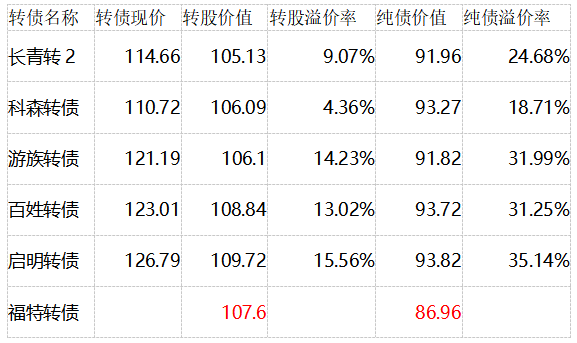 转债名称 转债现价 转股价值 转股溢价率 纯债价值 纯债溢价率
长青转2 114.66 105.13 9.07% 91.96 24.68%
科森转债 110.72 106.09 4.36% 93.27 18.71%
游族转债 121.19 106.1 14.23% 91.82 31.99%
百姓转债 123.01 108.84 13.02% 93.72 31.25%
启明转债 126.79 109.72 15.56% 93.82 35.14%
福特转债 107.6 86.96